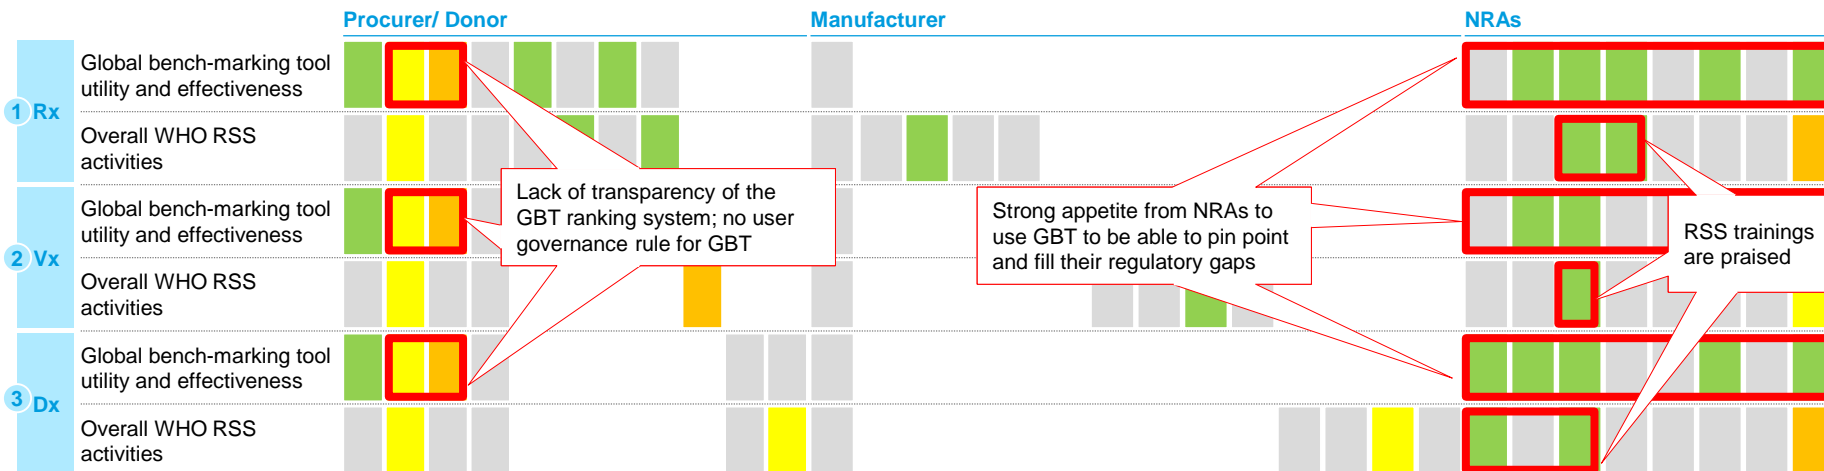 Procurer/ Donor
Manufacturer
NRAs
1 Rx
Global bench-marking tool
utility and effectiveness
Overall WHO RSS
activities
2 Vx
Global bench-marking tool
utility and effectiveness
Overall WHO RSS
activities
3 Dx
Global bench-marking tool
utility and effectiveness
Overall WHO RSS
activities
Lack of transparency of the
GBT ranking system; no user
governance rule for GBT
Strong appetite from NRAs to
use GBT to be able to pin point
and fill their regulatory gaps
RSS trainings
are praised